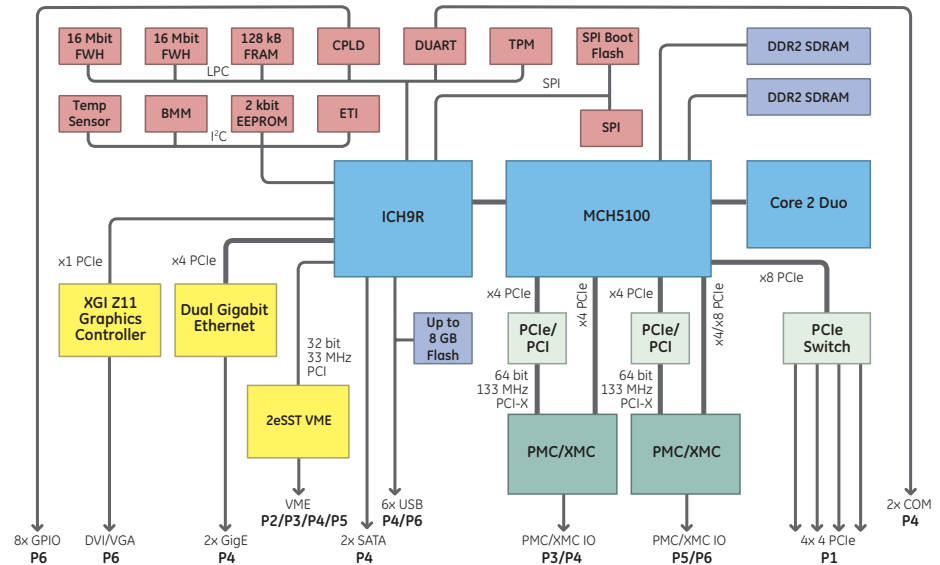 16 Mbit
FWH
16 Mbit
FWH
128 kB
FRAM
CPLD
DUART
TPM
SPI Boot
Flash
DDR2 SDRAM
LPC
SPI
DDR2 SDRAM
Temp
Sensor
BMM
2 kbit
EEPROM
ETI
SPI
I²C
ICH9R
MCH5100
Core 2 Duo
x1 PCIe
x4 PCIe
x4 PCIe
x4 PCIe
x4 PCIe
x4/x8 PCIe
x8 PCIe
XGI Z11
Graphics
Controller
Dual Gigabit
Ethernet
32 bit
33 MHz
PCI
Up to
8 GB
Flash
PCIe/
PCI
PCIe/
PCI
PCIe
Switch
64 bit
133 MHz
PCI-X
64 bit
133 MHz
PCI-X
2eSST VME
PMC/XMC
PMC/XMC
VME
P2/P3/P4/P5
6x USB
P4/P6
2x COM
P4
8x GPIO
P6
DVI/VGA
P6
2x GigE
P4
2x SATA
P4
PMC/XMC IO
P3/P4
PMC/XMC IO
P5/P6
4x 4 PCIe
P1